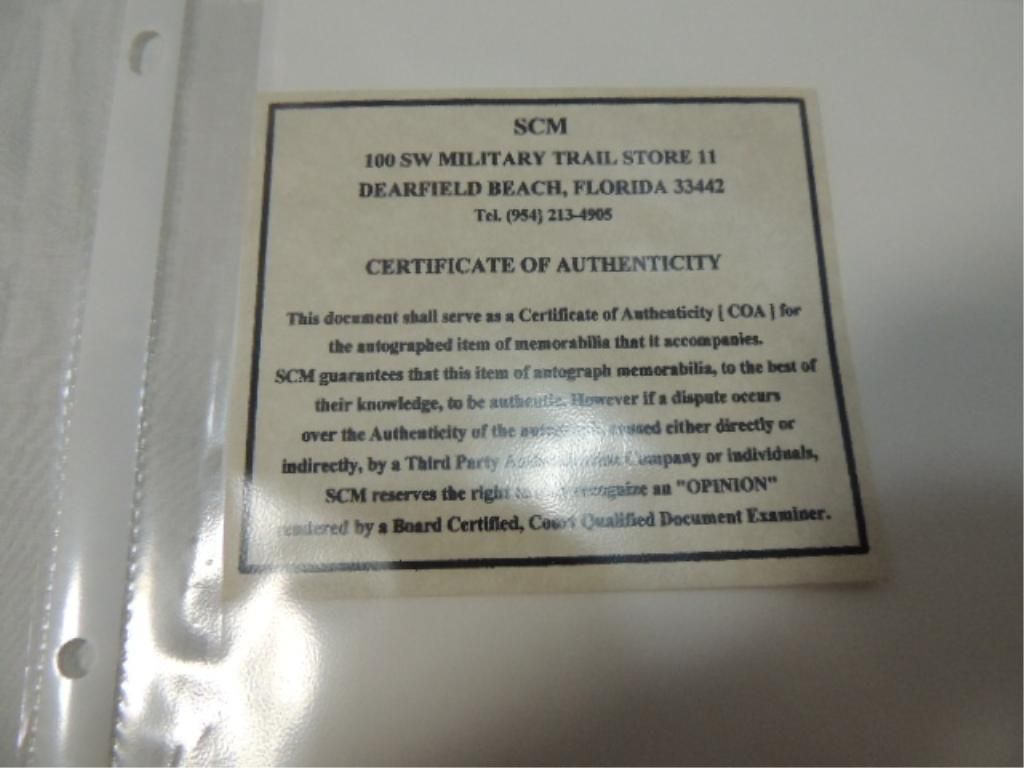 SCM
100 SW MILITARY TRAIL STORE 11
DEARFIELD BEACH, FLORIDA 33442
Tel. (954) 213-4905
CERTIFICATE OF AUTHENTICITY
This document shall serve as a Certificate of Authenticity [ COA ] for
the autographed item of memorabilia that it accompanies.
SCM guarantees that this item of autograph memorabilia, to the best of
their knowledge, to be authentic. However if a dispute occurs
over the Authenticity of the caused either directly or
indirectly, by a Third Party Company or individuals,
SCM reserves the right recognize an "OPINION"
rendered by a Board Certified, Court Qualified Document Examiner.